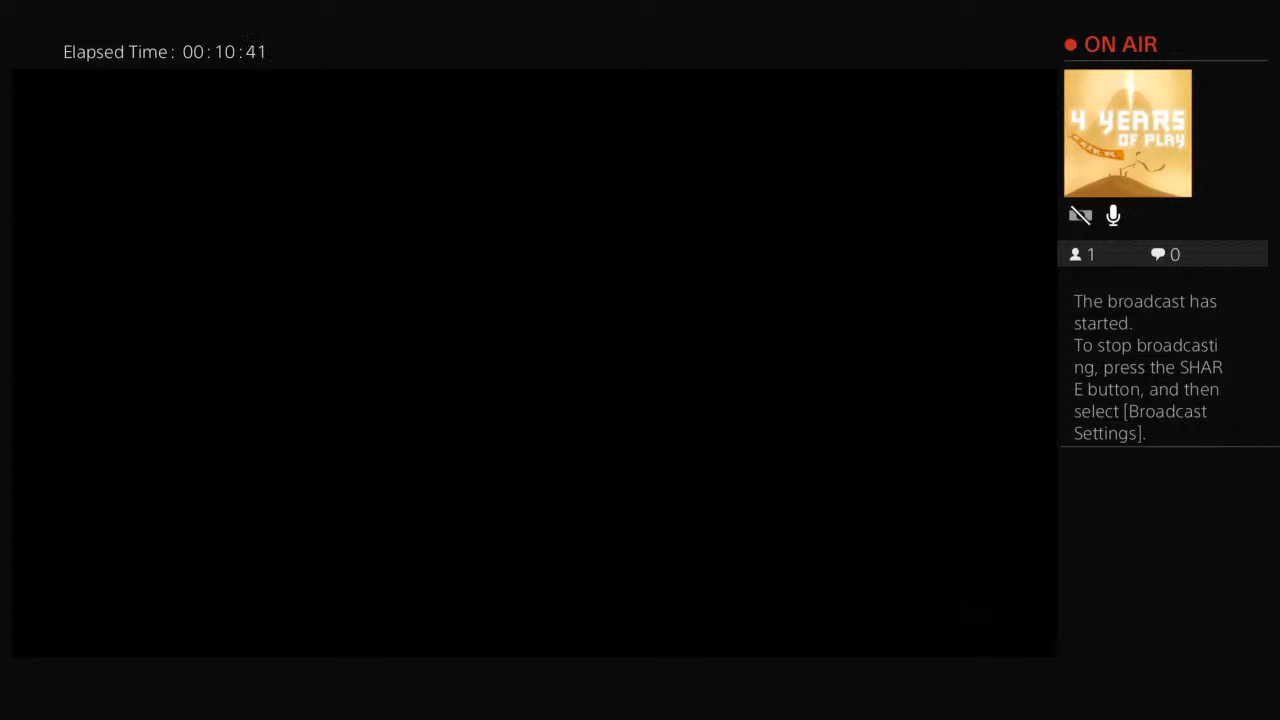 Elapsed Time: 00:10:41
ON AIR
4 YEARS
OF PLAY
1
0
The broadcast has
started.
To stop broadcasti
ng, press the SHAR
E button, and then
select [Broadcast
Settings].